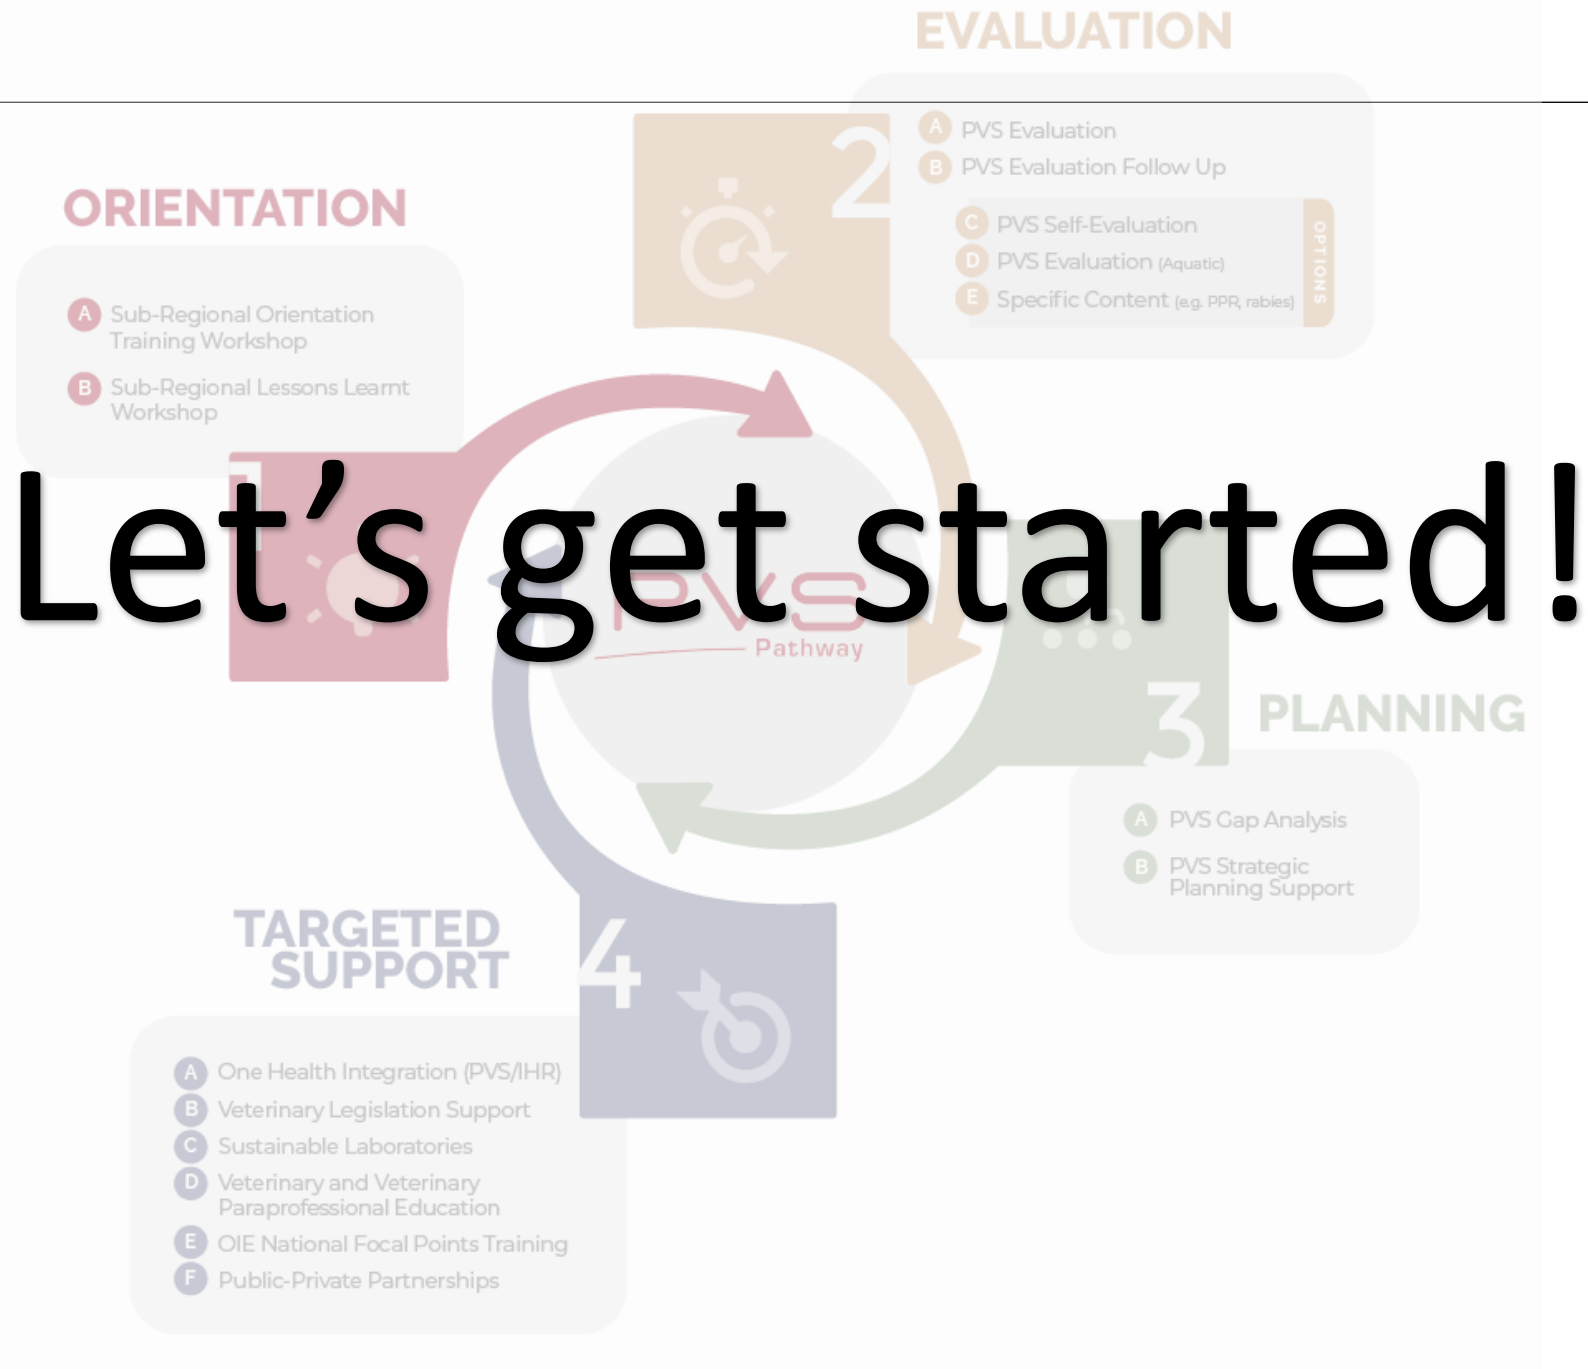 EVALUATION
2
A PVS Evaluation
B PVS Evaluation Follow Up
C PVS Self-Evaluation
D PVS Evaluation (Aquatic)
E Specific Content (e.g. PPR, rabies)
OPTIONS
ORIENTATION
A Sub-Regional Orientation
Training Workshop
B Sub-Regional Lessons Learnt
Workshop
1
Let’s get started!
PVS
Pathway
3
PLANNING
A PVS Gap Analysis
B PVS Strategic
Planning Support
TARGETED
SUPPORT
4
A One Health Integration (PVS/IHR)
B Veterinary Legislation Support
C Sustainable Laboratories
D Veterinary and Veterinary
Paraprofessional Education
E OIE National Focal Points Training
F Public-Private Partnerships